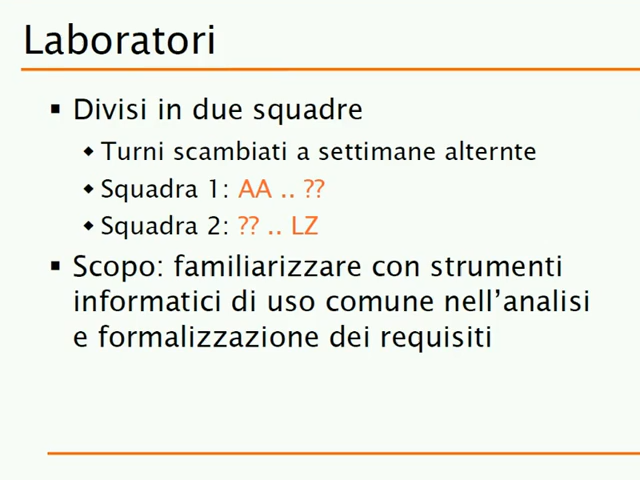 Laboratori
▪ Divisi in due squadre
◆ Turni scambiati a settimane alternte
◆ Squadra 1: AA .. ??
◆ Squadra 2: ?? .. LZ
▪ Scopo: familiarizzare con strumenti
informatici di uso comune nell’analisi
e formalizzazione dei requisiti